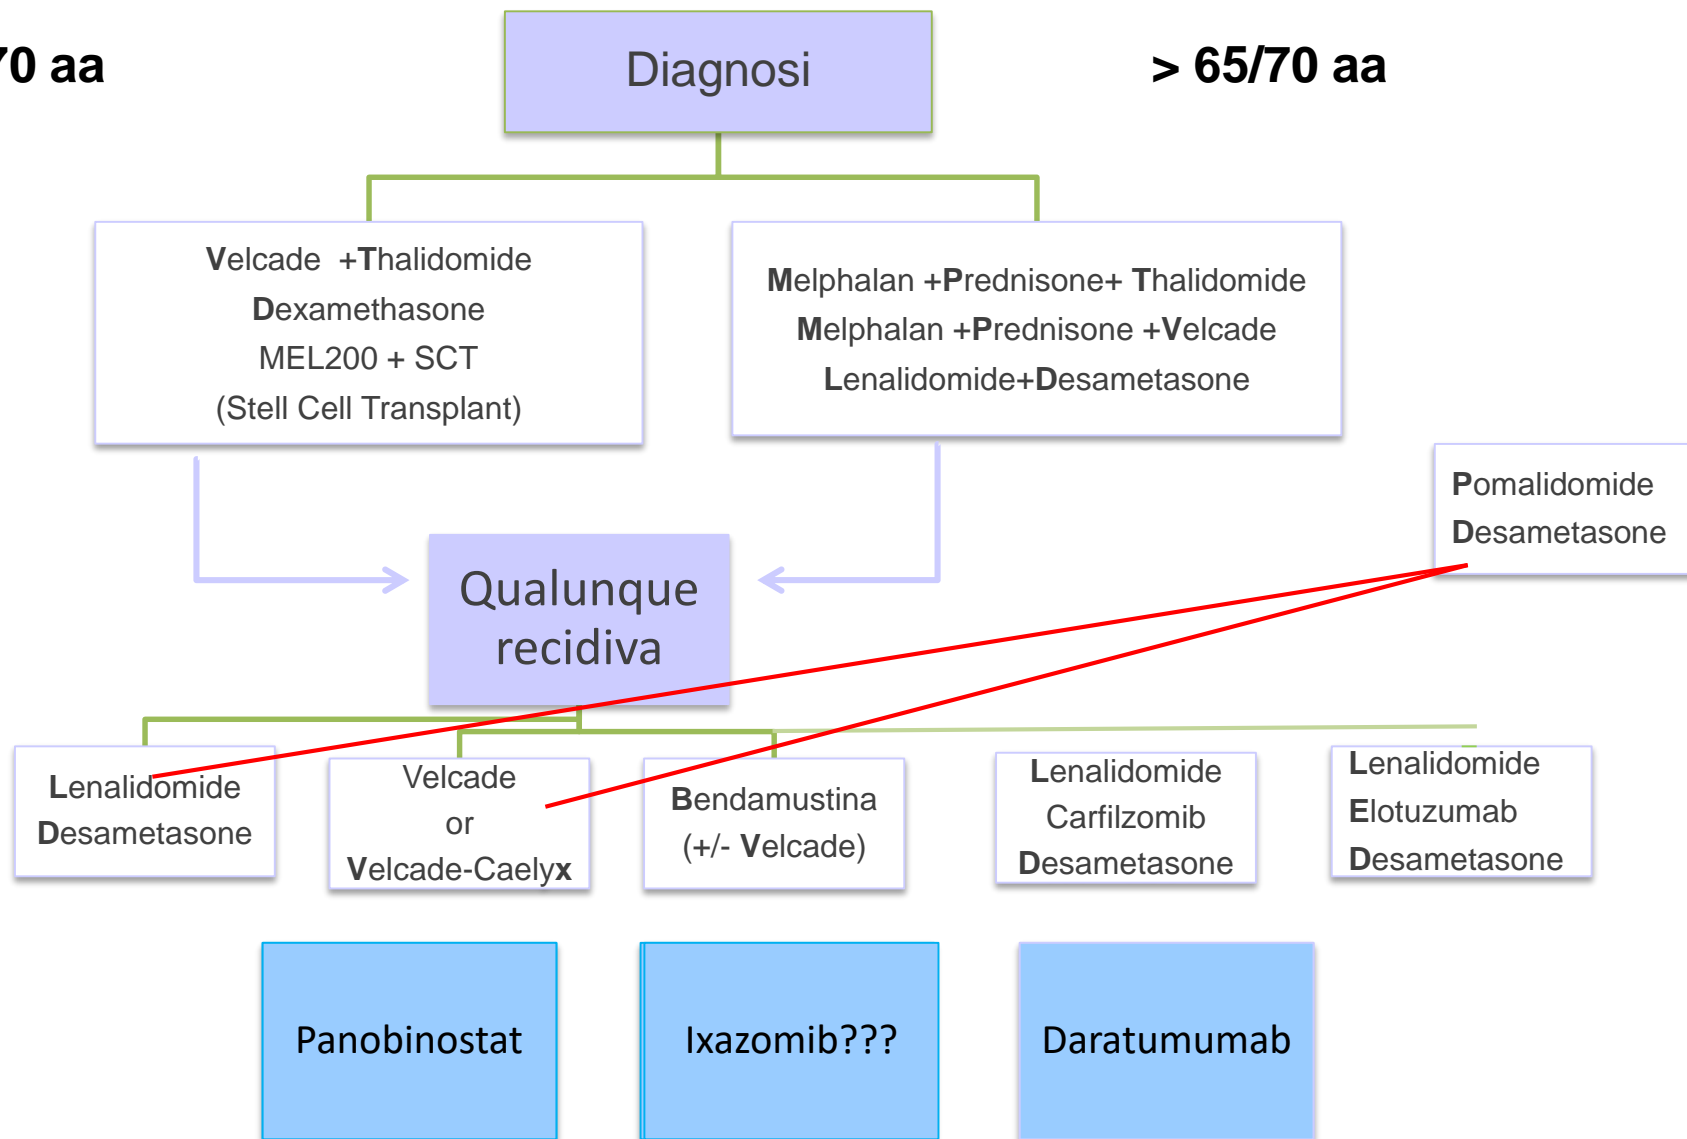 70 aa
Diagnosi
> 65/70 aa
Velcade +Thalidomide
Dexamethasone
MEL200 + SCT
(Stell Cell Transplant)
Melphalan +Prednisone+ Thalidomide
Melphalan +Prednisone +Velcade
Lenalidomide+Desametasone
Pomalidomide
Desametasone
Qualunque
recidiva
Lenalidomide
Desametasone
Velcade
or
Velcade-Caelyx
Bendamustina
(+/- Velcade)
Lenalidomide
Carfilzomib
Desametasone
Lenalidomide
Elotuzumab
Desametasone
Panobinostat
Ixazomib???
Daratumumab